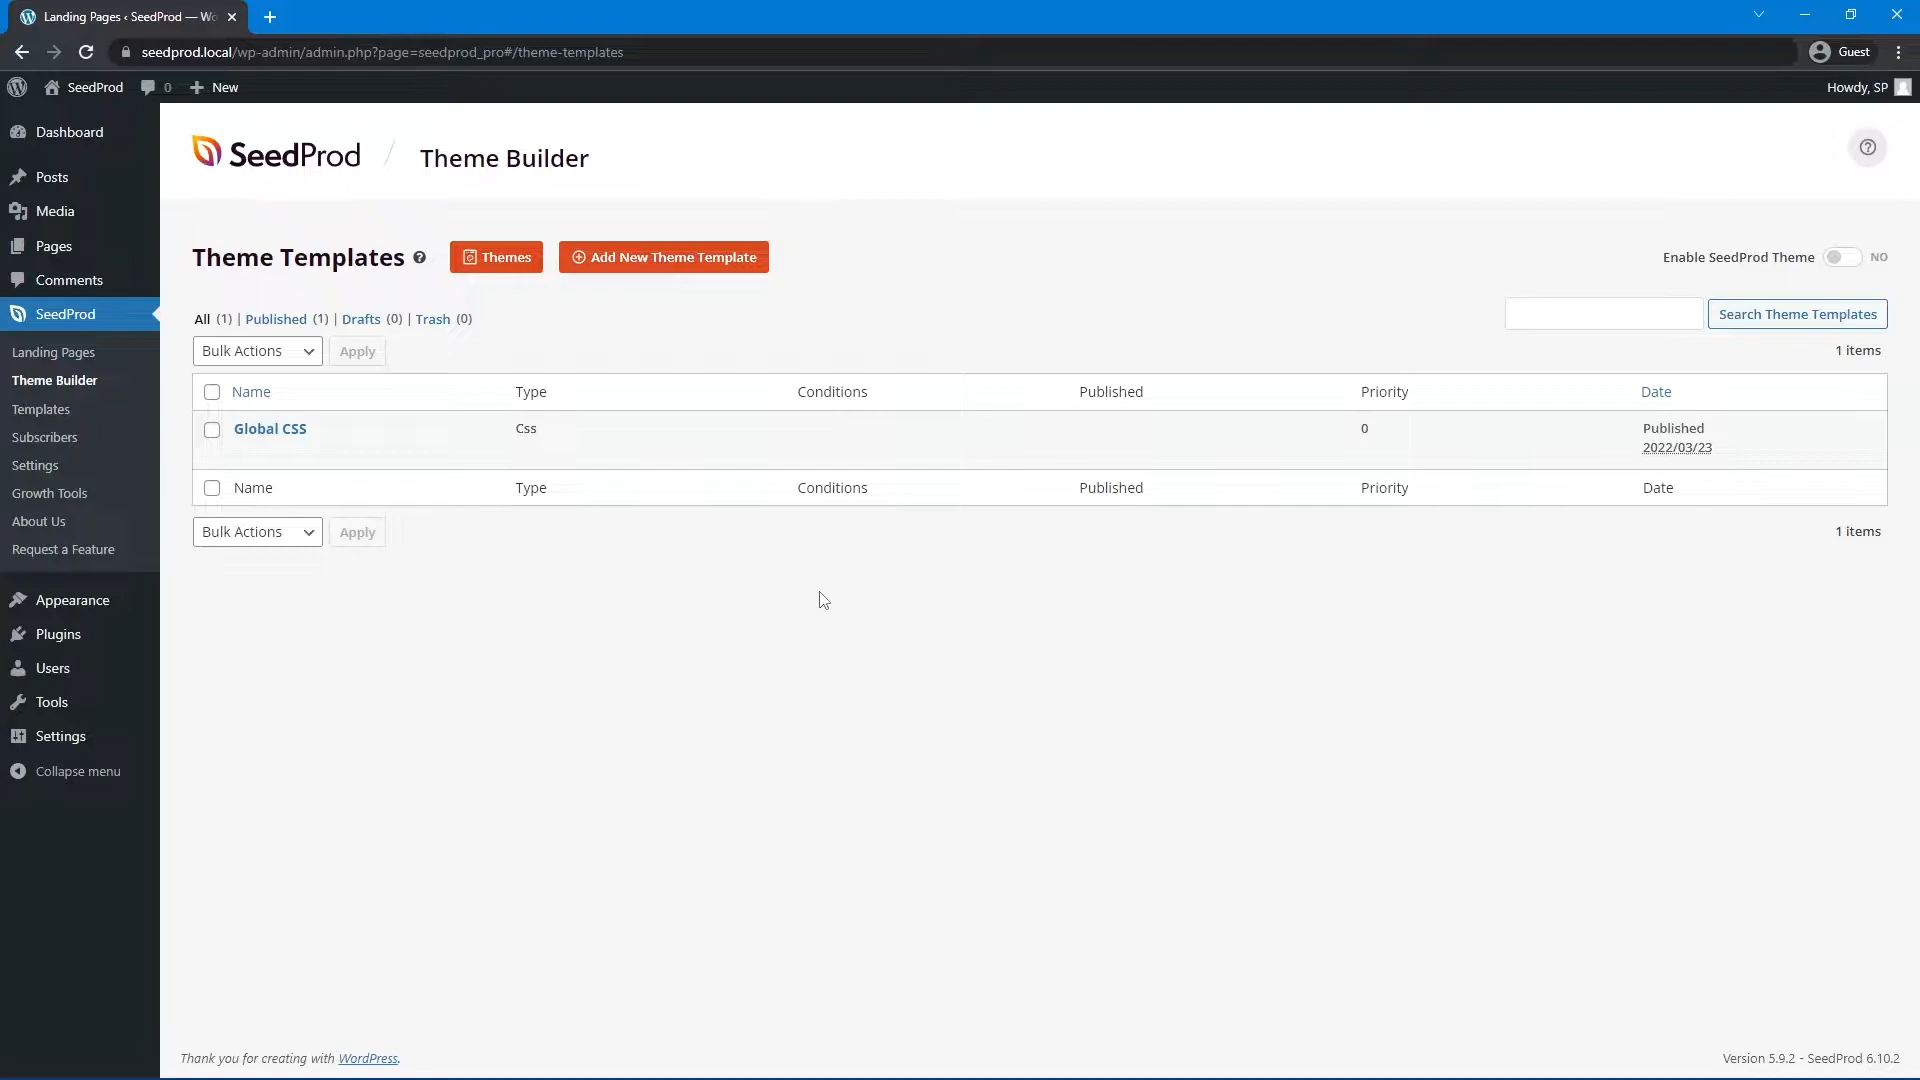 Landing Pages ‹ SeedProd — Wo
seedprod.local/wp-admin/admin.php?page=seedprod_pro#/theme-templates
Guest
SeedProd 0 New
Howdy, SP
Dashboard
Posts
Media
Pages
Comments
SeedProd
Landing Pages
Theme Builder
Templates
Subscribers
Settings
Growth Tools
About Us
Request a Feature
Appearance
Plugins
Users
Tools
Settings
Collapse menu
SeedProd / Theme Builder
Theme Templates Themes Add New Theme Template
Enable SeedProd Theme NO
All (1) | Published (1) | Drafts (0) | Trash (0)
Search Theme Templates
Bulk Actions Apply
1 items
Name Type Conditions Published Priority Date
Global CSS Css 0 Published
2022/03/23
Name Type Conditions Published Priority Date
Bulk Actions Apply
1 items
Thank you for creating with WordPress.
Version 5.9.2 - SeedProd 6.10.2